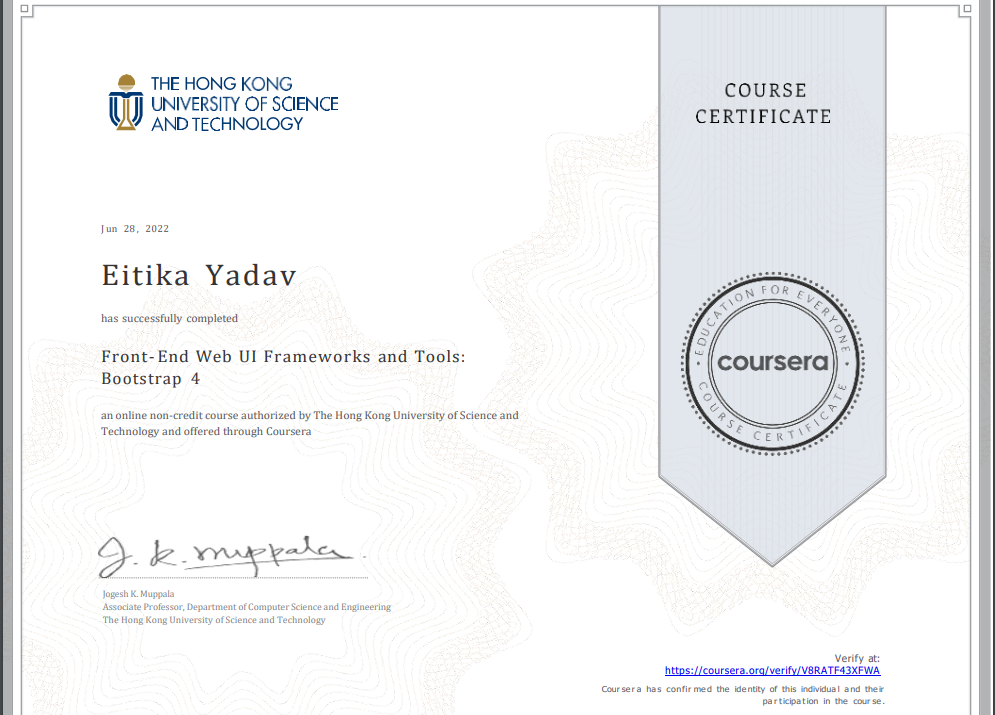 THE HONG KONG
UNIVERSITY OF SCIENCE
AND TECHNOLOGY
COURSE
CERTIFICATE
Jun 28, 2022
Eitika Yadav
has successfully completed
Front-End Web UI Frameworks and Tools:
Bootstrap 4
an online non-credit course authorized by The Hong Kong University of Science and
Technology and offered through Coursera
EDUCATION FOR EVERYONE
coursera
COURSE CERTIFICATE
J. K. Muppala
Jogesh K. Muppala
Associate Professor, Department of Computer Science and Engineering
The Hong Kong University of Science and Technology
Verify at:
https://coursera.org/verify/V8RATF43XFWA
Coursera has confirmed the identity of this individual and their
participation in the course.